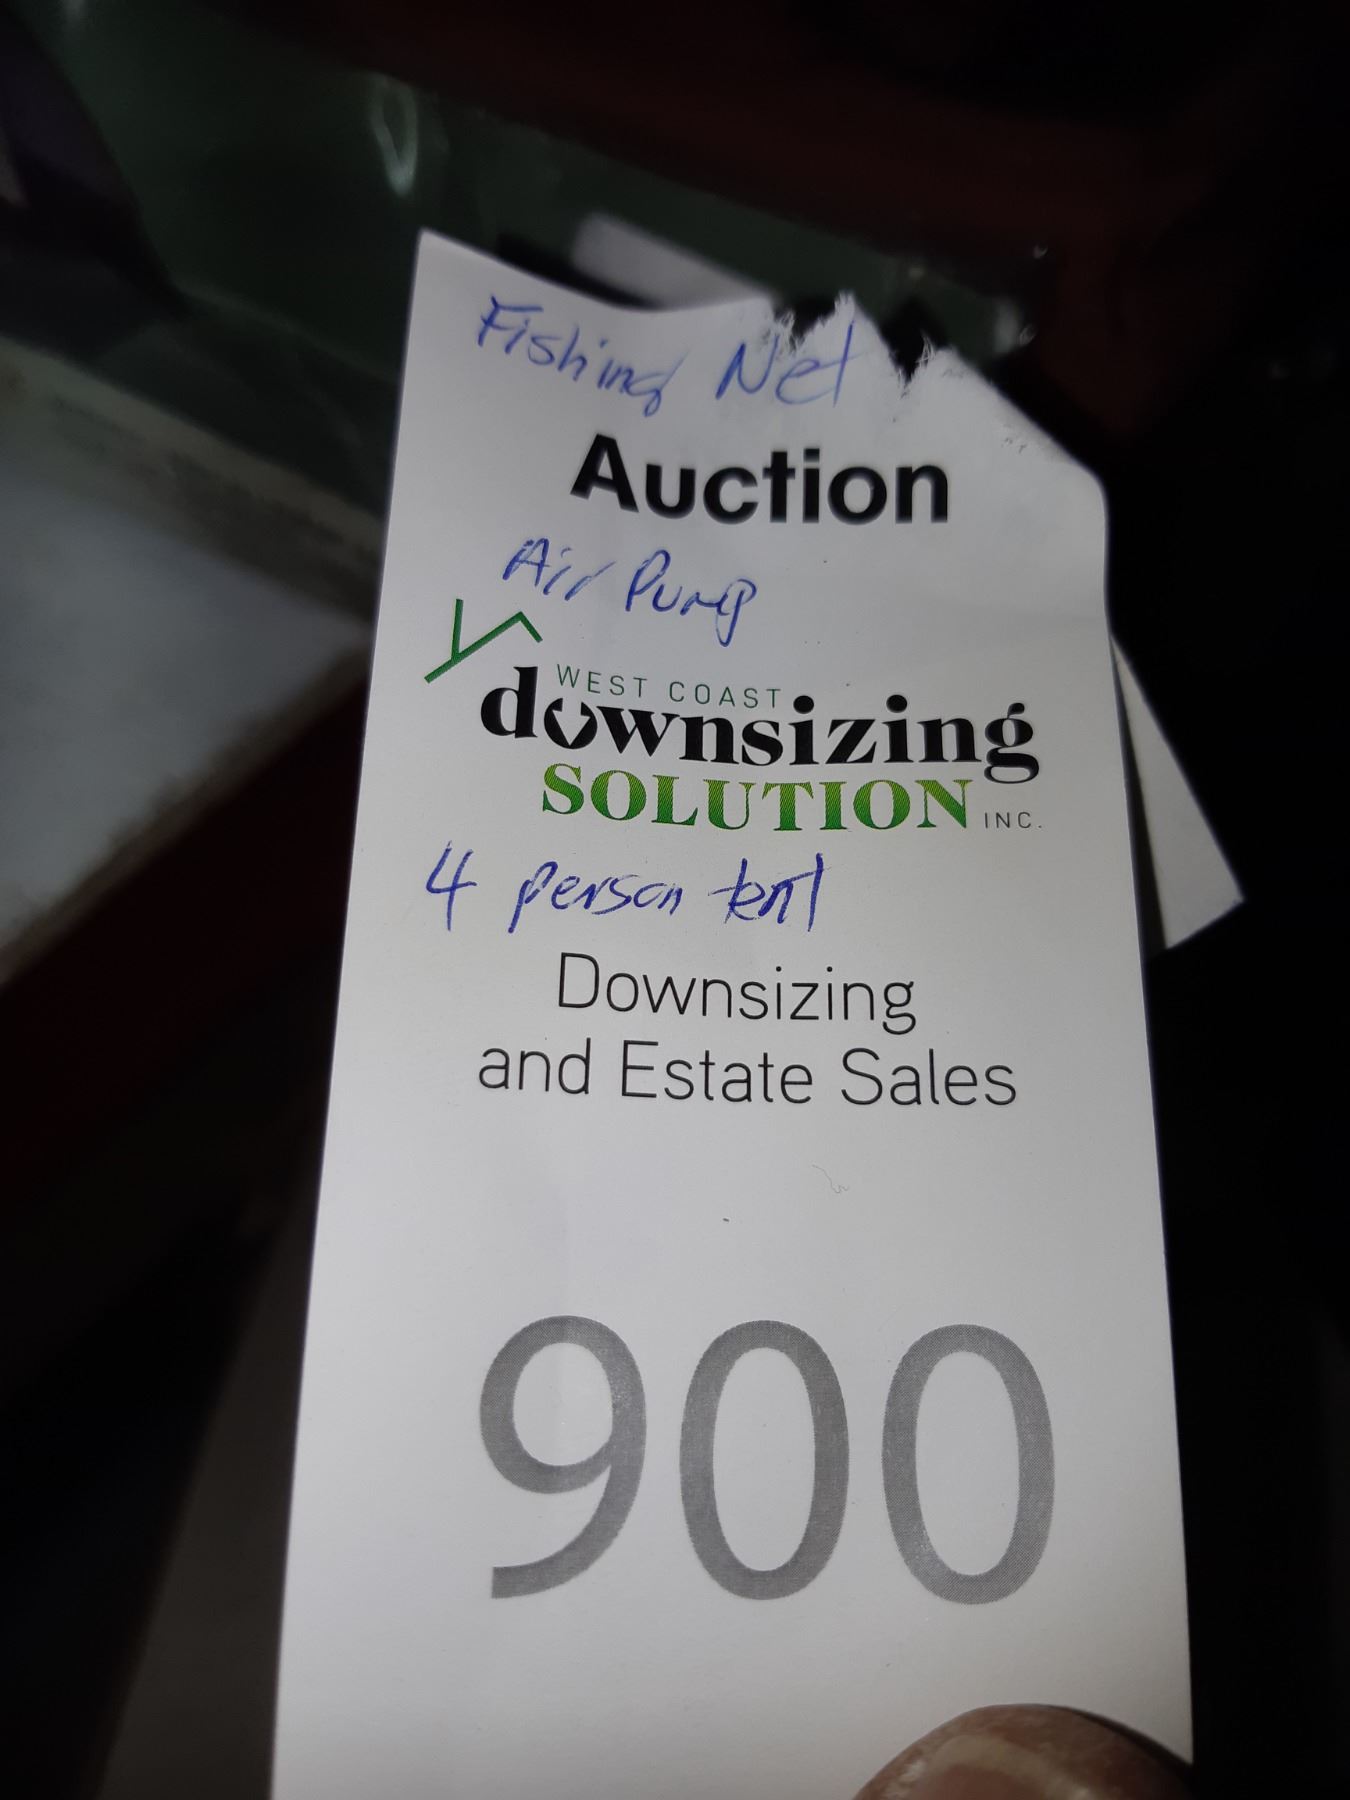 Fishing Net
Auction
Air Pump
WEST COAST
downsizing
SOLUTION INC.
4 person tent
Downsizing
and Estate Sales
900